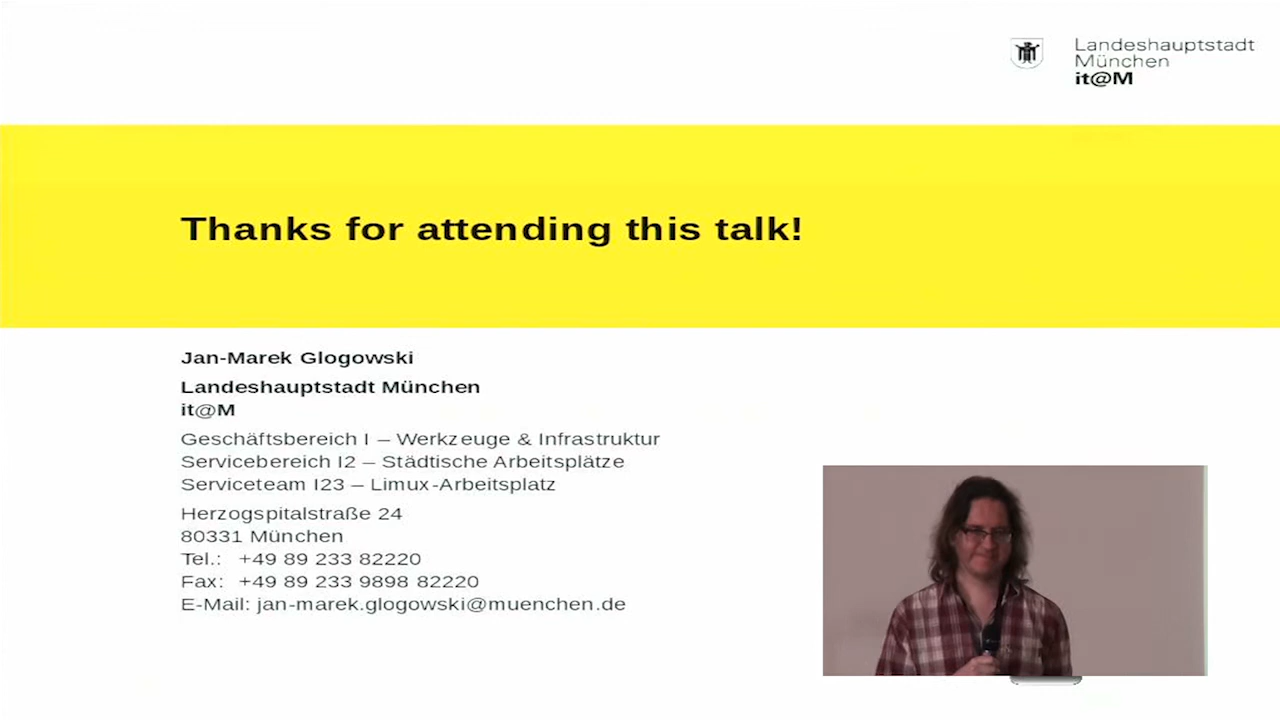 Landeshauptstadt
München
it@M
Thanks for attending this talk!
Jan-Marek Glogowski
Landeshauptstadt München
it@M
Geschäftsbereich I – Werkzeuge & Infrastruktur
Servicebereich I2 – Städtische Arbeitsplätze
Serviceteam I23 – Limux-Arbeitsplatz
Herzogspitalstraße 24
80331 München
Tel.: +49 89 233 82220
Fax: +49 89 233 9898 82220
E-Mail: jan-marek.glogowski@muenchen.de